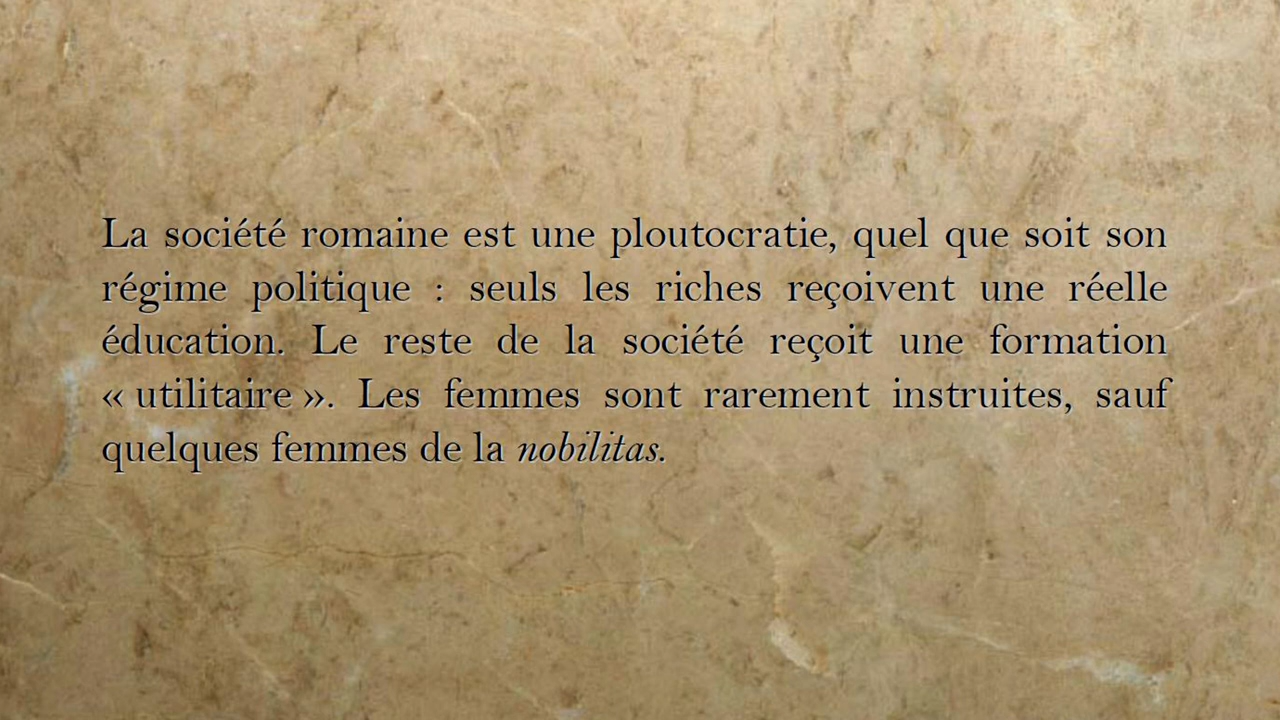 La société romaine est une ploutocratie, quel que soit son
régime politique : seuls les riches reçoivent une réelle
éducation. Le reste de la société reçoit une formation
« utilitaire ». Les femmes sont rarement instruites, sauf
quelques femmes de la nobilitas.